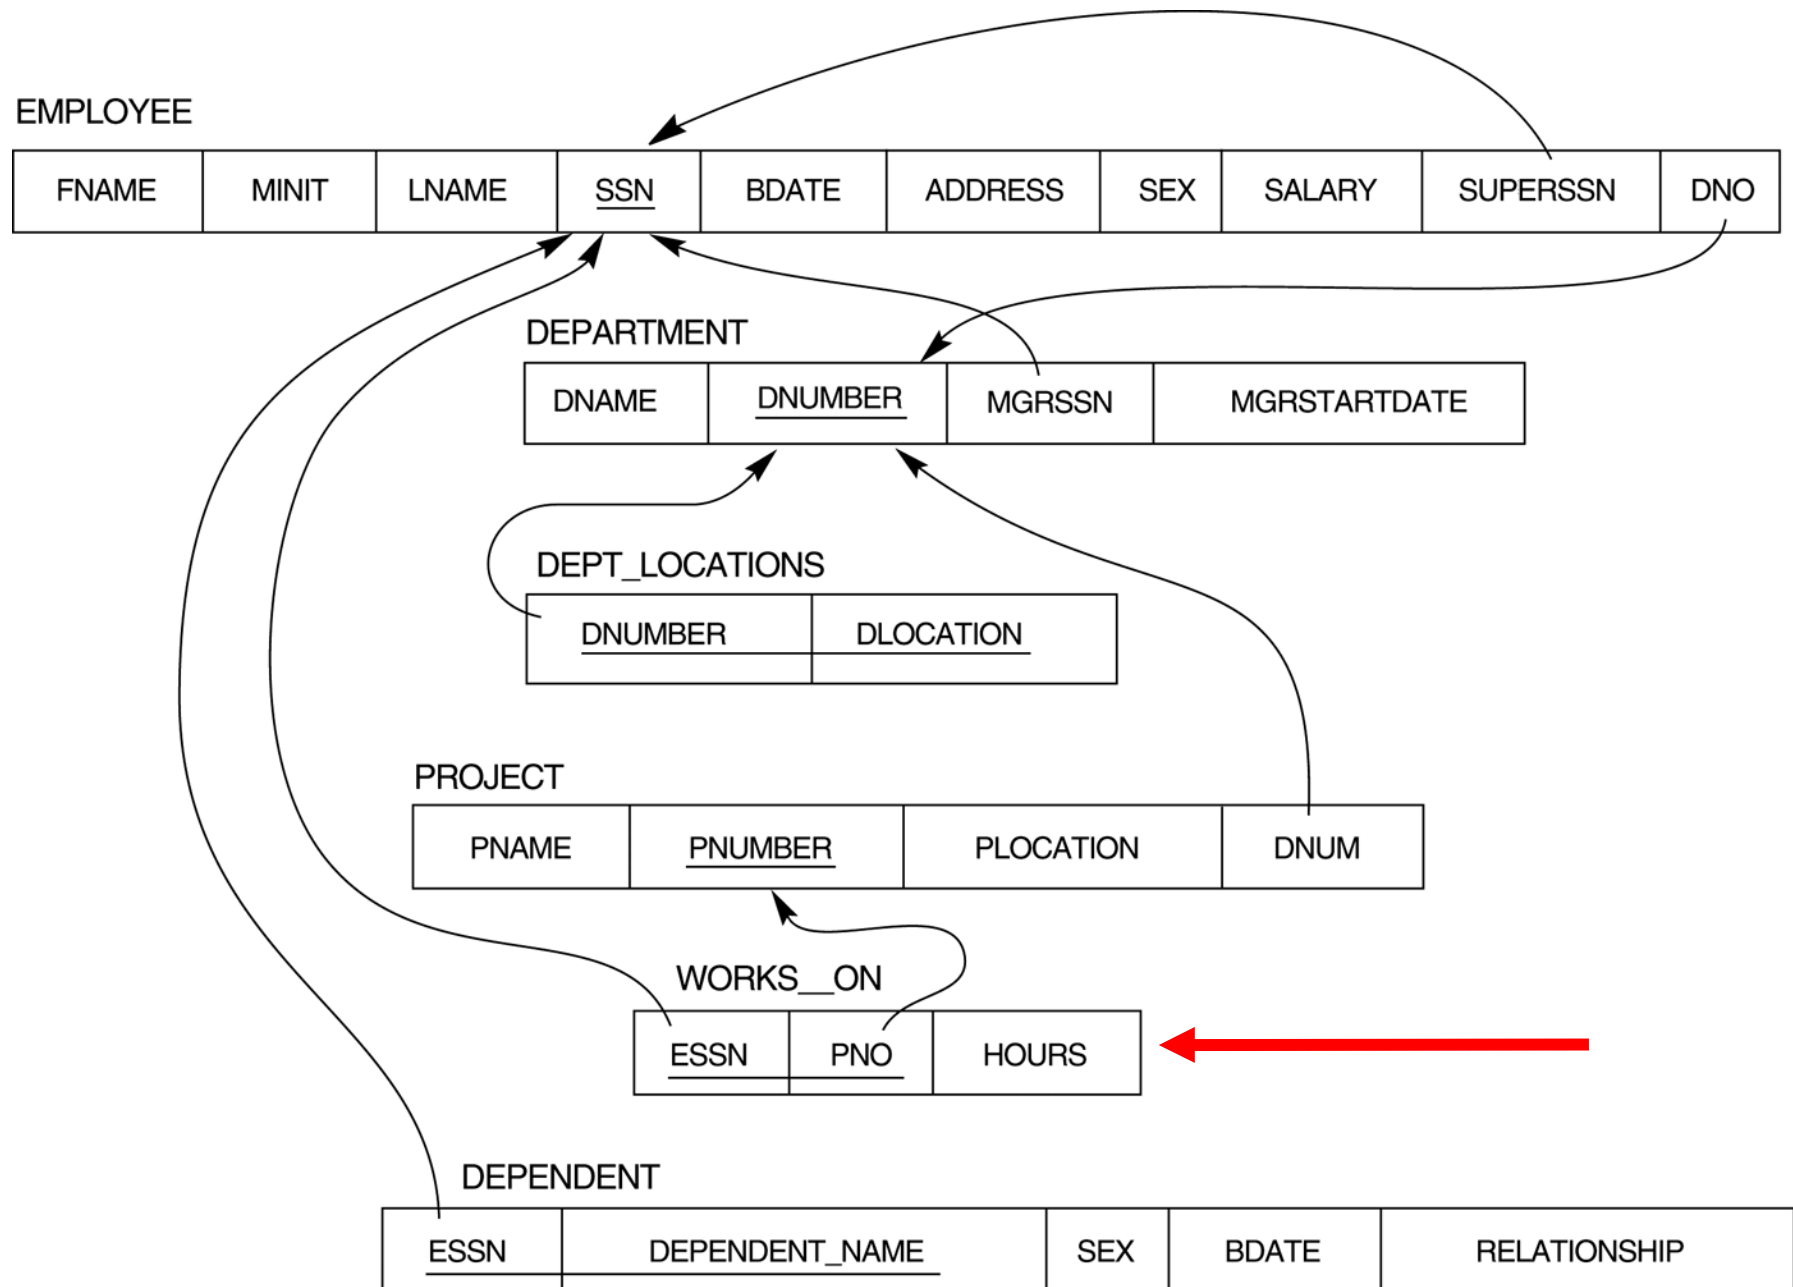 EMPLOYEE
FNAME MINIT LNAME SSN BDATE ADDRESS SEX SALARY SUPERSSN DNO
DEPARTMENT
DNAME DNUMBER MGRSSN MGRSTARTDATE
DEPT_LOCATIONS
DNUMBER DLOCATION
PROJECT
PNAME PNUMBER PLOCATION DNUM
WORKS__ON
ESSN PNO HOURS
DEPENDENT
ESSN DEPENDENT_NAME SEX BDATE RELATIONSHIP